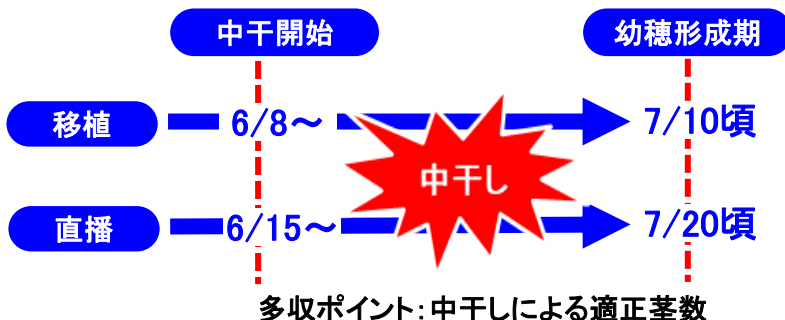 中干開始
幼穂形成期
移植
6/8～
7/10頃
中干し
直播
6/15～
7/20頃
多収ポイント：中干しによる適正茎数